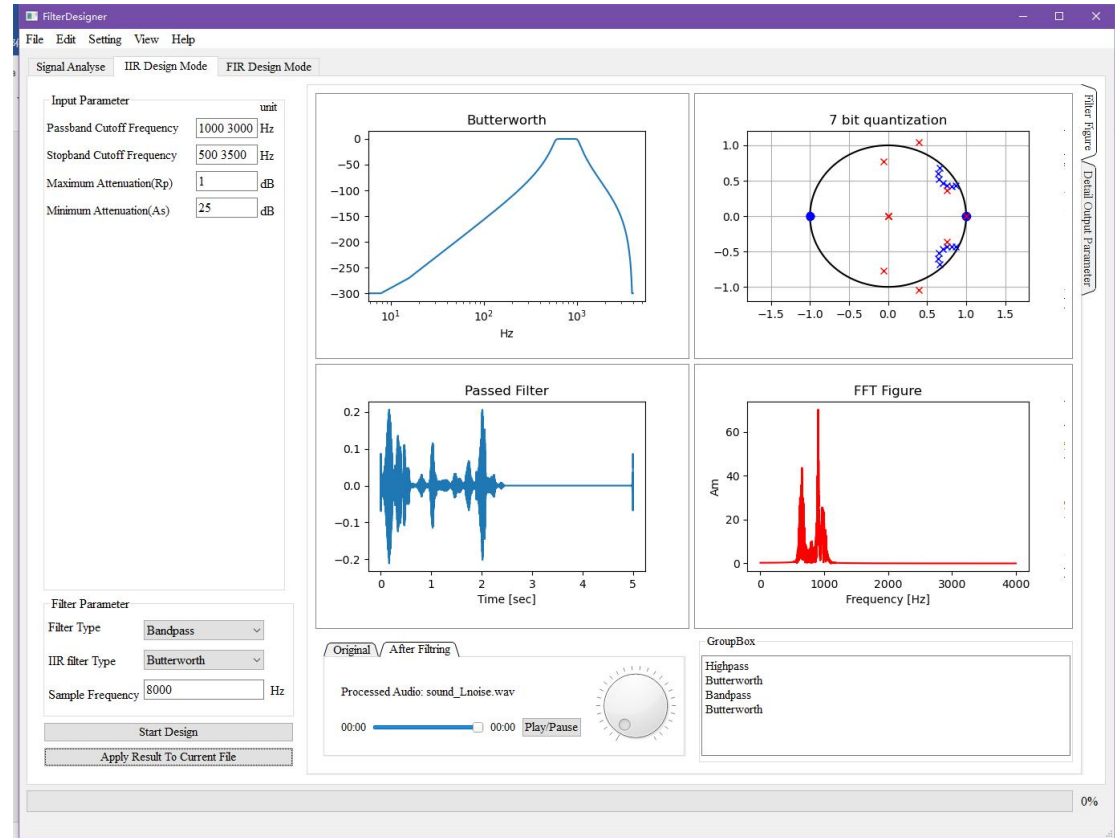 FilterDesigner
File Edit Setting View Help
Signal Analyse IIR Design Mode FIR Design Mode
Input Parameter
unit
Passband Cutoff Frequency 1000 3000 Hz
Stopband Cutoff Frequency 500 3500 Hz
Maximum Attenuation(Rp) 1 dB
Minimum Attenuation(As) 25 dB
Filter Parameter
Filter Type Bandpass
IIR filter Type Butterworth
Sample Frequency 8000 Hz
Start Design
Apply Result To Current File
Butterworth
0
−50
−100
−150
−200
−250
−300
10¹ 10² 10³
Hz
7 bit quantization
1.0
0.5
0.0
−0.5
−1.0
−1.5 −1.0 −0.5 0.0 0.5 1.0 1.5
Passed Filter
0.2
0.1
0.0
−0.1
−0.2
0 1 2 3 4 5
Time [sec]
FFT Figure
60
40
20
0
Am
0 1000 2000 3000 4000
Frequency [Hz]
Filter Figure
Detail Output Parameter
Original After Filtring
Processed Audio: sound_Lnoise.wav
00:00 00:00 Play/Pause
GroupBox
Highpass
Butterworth
Bandpass
Butterworth
0%